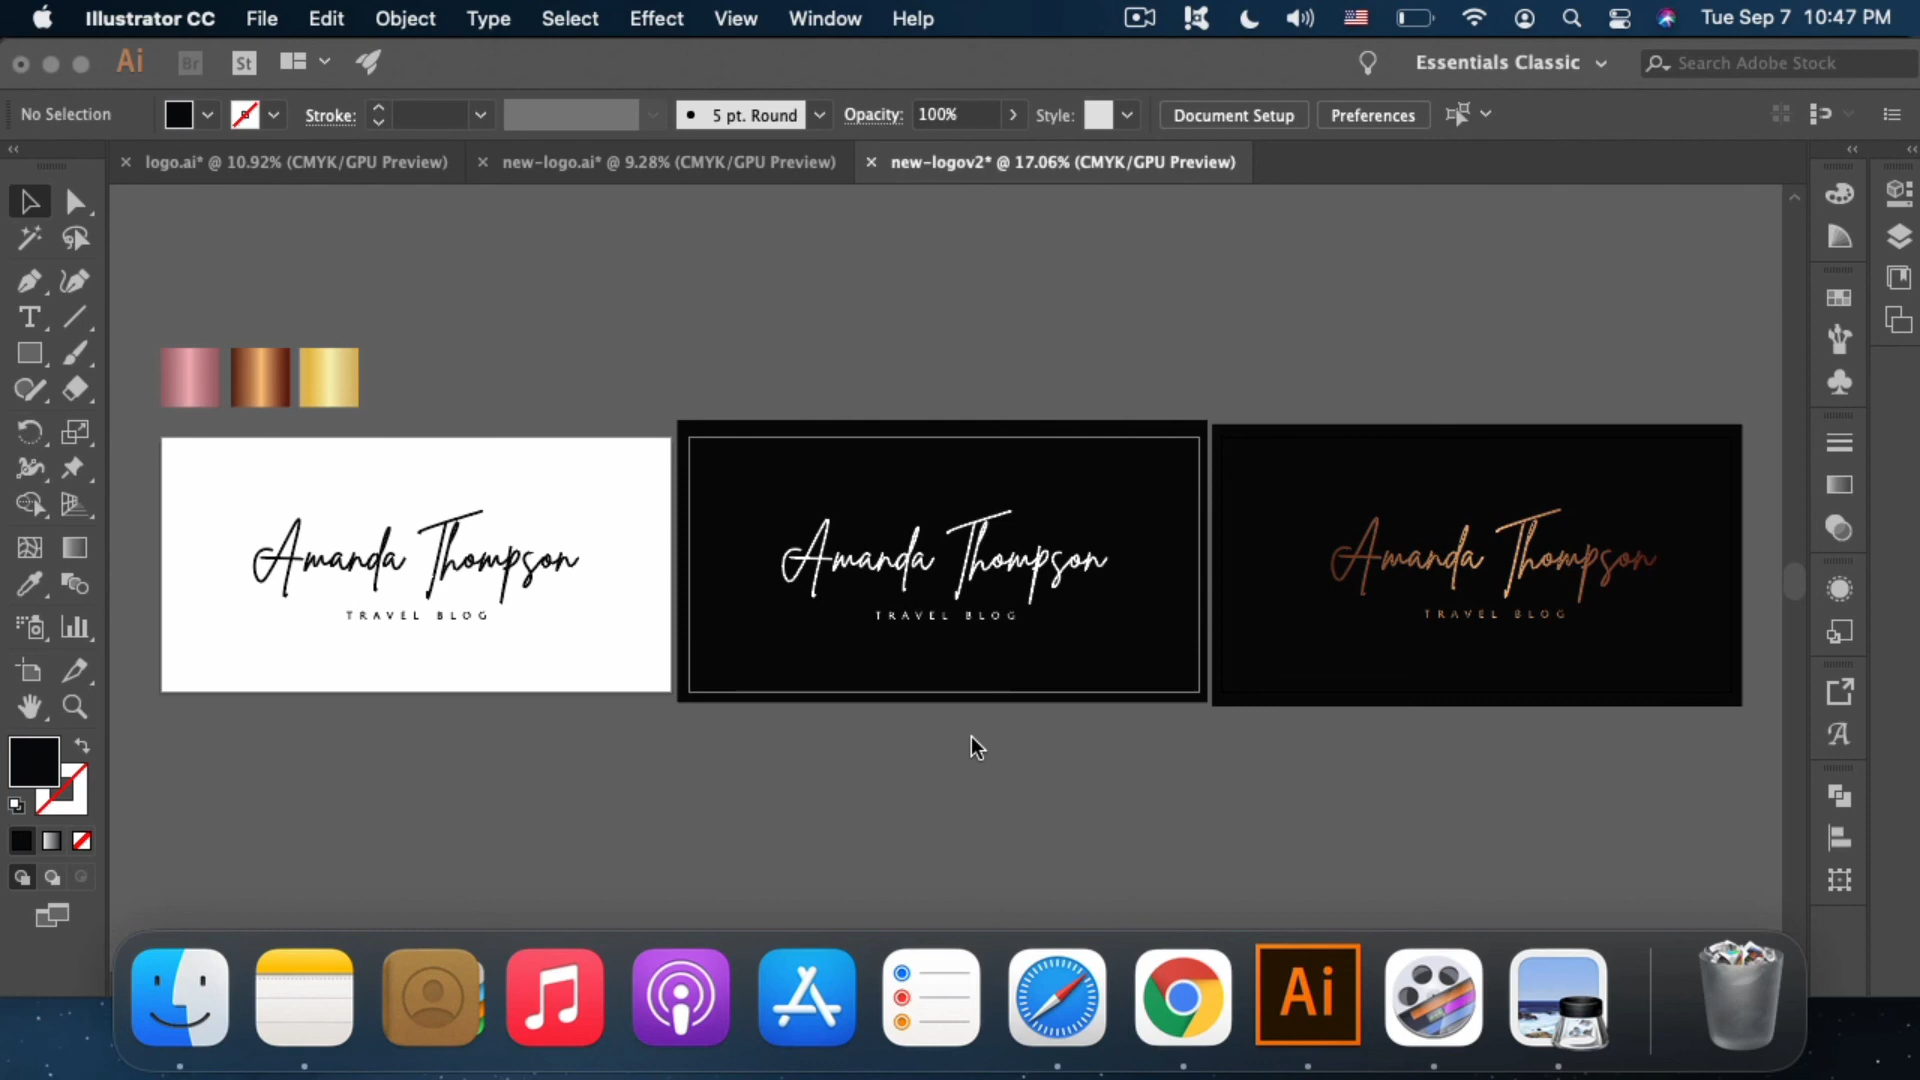 Illustrator CC File Edit Object Type Select Effect View Window Help Tue Sep 7 10:47 PM
Ai Br St Essentials Classic Search Adobe Stock
No Selection Stroke: 5 pt. Round Opacity: 100% Style: Document Setup Preferences
× logo.ai* @ 10.92% (CMYK/GPU Preview) × new-logo.ai* @ 9.28% (CMYK/GPU Preview) × new-logov2* @ 17.06% (CMYK/GPU Preview)
Amanda Thompson
TRAVEL BLOG
Amanda Thompson
TRAVEL BLOG
Amanda Thompson
TRAVEL BLOG
Ai